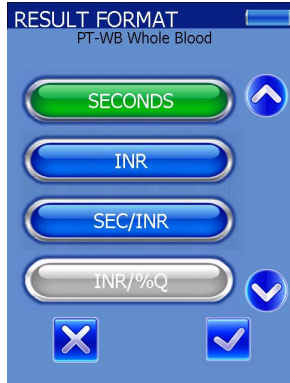 RESULT FORMAT
PT-WB Whole Blood
SECONDS
INR
SEC/INR
INR/%Q